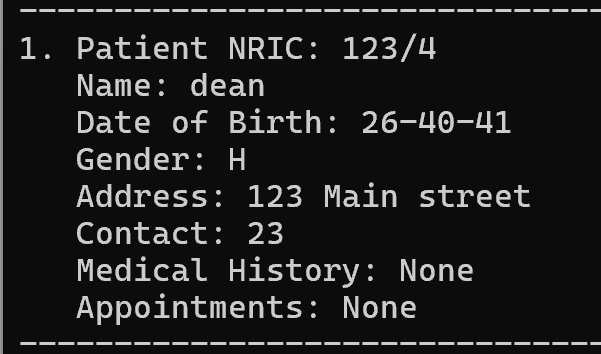 1. Patient NRIC: 123/4
Name: dean
Date of Birth: 26-40-41
Gender: H
Address: 123 Main street
Contact: 23
Medical History: None
Appointments: None